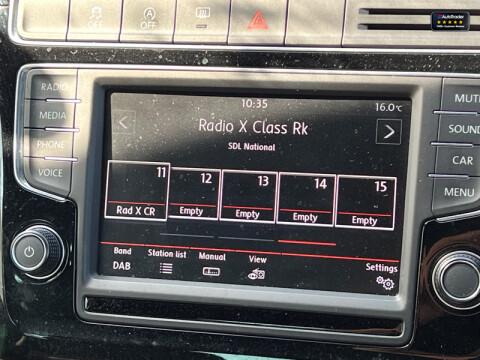 OFF
OFF
AutoTrader
RADIO
MEDIA
PHONE
VOICE
10:35
16.0°C
Radio X Class Rk
SDL National
11
12
13
14
15
Rad X CR
Empty
Empty
Empty
Empty
Band
Station list
Manual
View
Settings
DAB
MUTE
SOUND
CAR
MENU